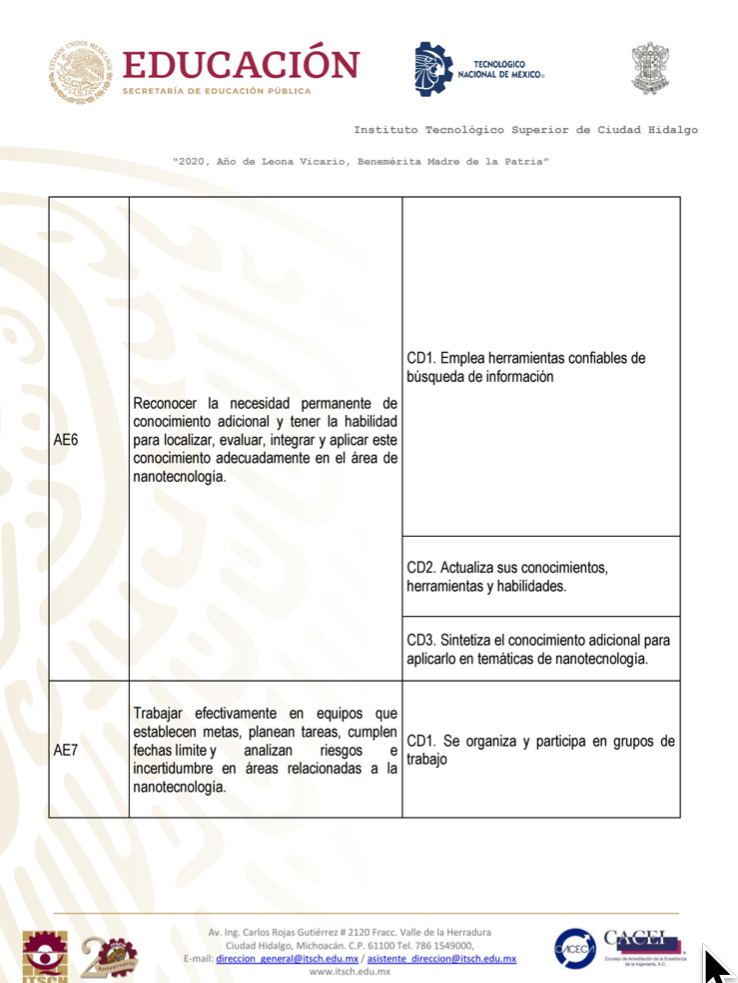 EDUCACIÓN
SECRETARÍA DE EDUCACIÓN PÚBLICA
TECNOLÓGICO
NACIONAL DE MÉXICO®
Instituto Tecnológico Superior de Ciudad Hidalgo
"2020, Año de Leona Vicario, Benemérita Madre de la Patria"
AE6
Reconocer la necesidad permanente de
conocimiento adicional y tener la habilidad
para localizar, evaluar, integrar y aplicar este
conocimiento adecuadamente en el área de
nanotecnología.
CD1. Emplea herramientas confiables de
búsqueda de información
CD2. Actualiza sus conocimientos,
herramientas y habilidades.
CD3. Sintetiza el conocimiento adicional para
aplicarlo en temáticas de nanotecnología.
AE7
Trabajar efectivamente en equipos que
establecen metas, planean tareas, cumplen
fechas límite y analizan riesgos e
incertidumbre en áreas relacionadas a la
nanotecnología.
CD1. Se organiza y participa en grupos de
trabajo
Av. Ing. Carlos Rojas Gutiérrez # 2120 Fracc. Valle de la Herradura
Ciudad Hidalgo, Michoacán. C.P. 61100 Tel. 786 1549000,
E-mail: direccion_general@itsch.edu.mx / asistente_direccion@itsch.edu.mx
www.itsch.edu.mx
ITSCH
Aniversario
CACECA
CACEI
Consejo de Acreditación de la Enseñanza
de la Ingeniería, A.C.